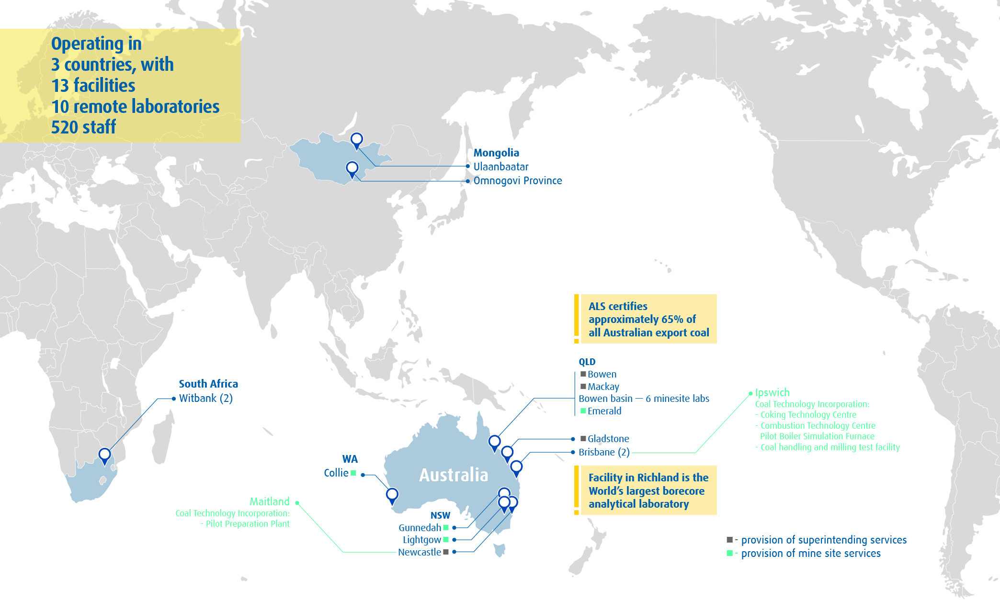 Operating in
3 countries, with
13 facilities
10 remote laboratories
520 staff
Mongolia
Ulaanbaatar
Omnogovi Province
ALS certifies
approximately 65% of
all Australian export coal
QLD
Bowen
Mackay
Bowen basin — 6 minesite labs
Emerald
Gladstone
Brisbane (2)
Ipswich
Coal Technology Incorporation:
- Coking Technology Centre
- Combustion Technology Centre
Pilot Boiler Simulation Furnace
- Coal handling and milling test facility
South Africa
Witbank (2)
WA
Collie
Australia
Facility in Richland is the
World's largest borecore
analytical laboratory
Maitland
Coal Technology Incorporation:
- Pilot Preparation Plant
NSW
Gunnedah
Lightgow
Newcastle
- provision of superintending services
- provision of mine site services